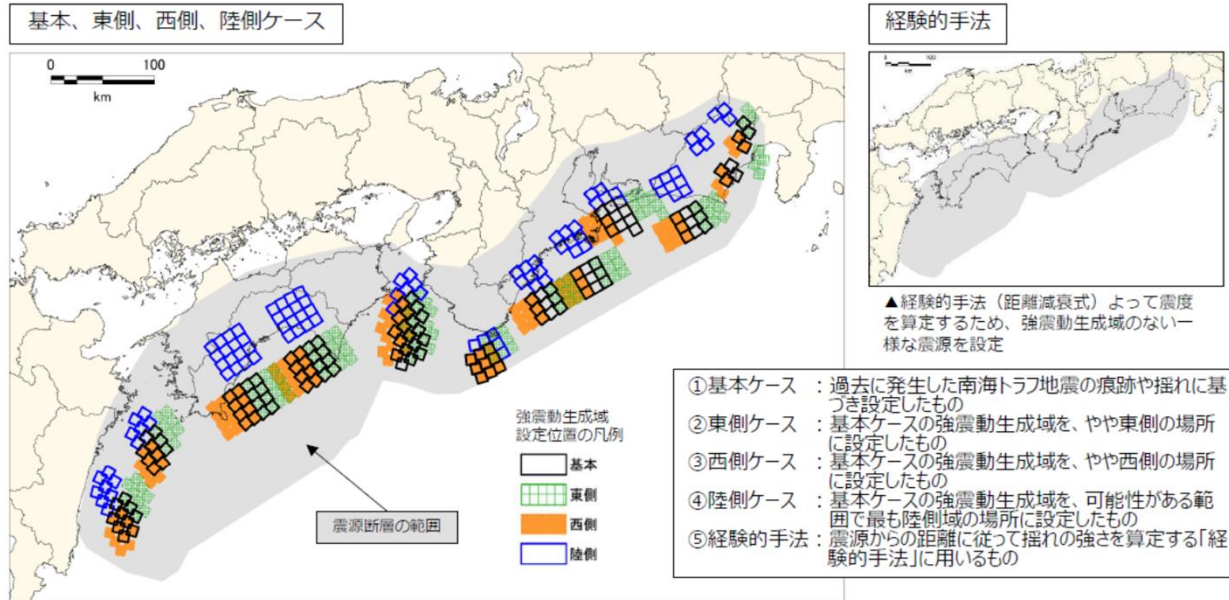 基本、東側、西側、陸側ケース
0 100
km
強震動生成域
設定位置の凡例
基本
東側
西側
陸側
震源断層の範囲
経験的手法
0 100
km
▲経験的手法（距離減衰式）よって震度
を算定するため、強震動生成域のない一
様な震源を設定
①基本ケース ：過去に発生した南海トラフ地震の痕跡や揺れに基
づき設定したもの
②東側ケース ：基本ケースの強震動生成域を、やや東側の場所
に設定したもの
③西側ケース ：基本ケースの強震動生成域を、やや西側の場所
に設定したもの
④陸側ケース ：基本ケースの強震動生成域を、可能性がある範
囲で最も陸側域の場所に設定したもの
⑤経験的手法：震源からの距離に従って揺れの強さを算定する「経
験的手法」に用いるもの